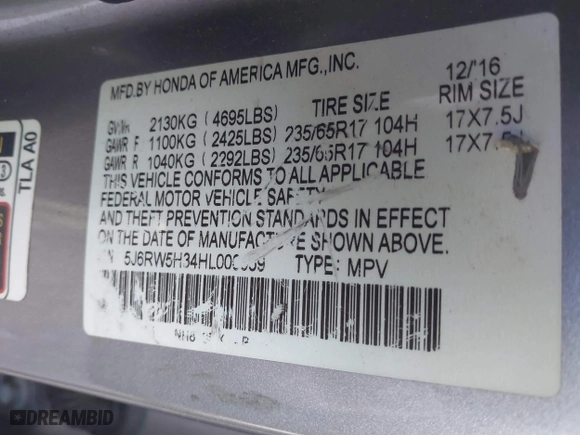 MFD.BY HONDA OF AMERICA MFG.,INC. 12/'16
TIRE SIZE RIM SIZE
2130KG (4695LBS)
GAWR F 1100KG (2425LBS) 235/65R17 104H 17X7.5J
GAWR R 1040KG (2292LBS) 235/65R17 104H
THIS VEHICLE CONFORMS TO ALL APPLICABLE
FEDERAL MOTOR VEHICLE SAFETY
AND THEFT PREVENTION STANDARDS IN EFFECT
ON THE DATE OF MANUFACTURE SHOWN ABOVE.
TYPE: MPV
TLA A0
DREAMBID